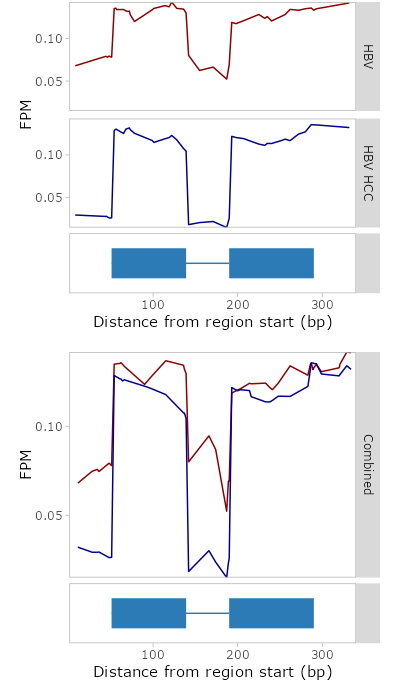 0.10
0.05
HBV
FPM
0.10
0.05
HBV HCC
100 200 300
Distance from region start (bp)
0.10
0.05
FPM
Combined
100 200 300
Distance from region start (bp)